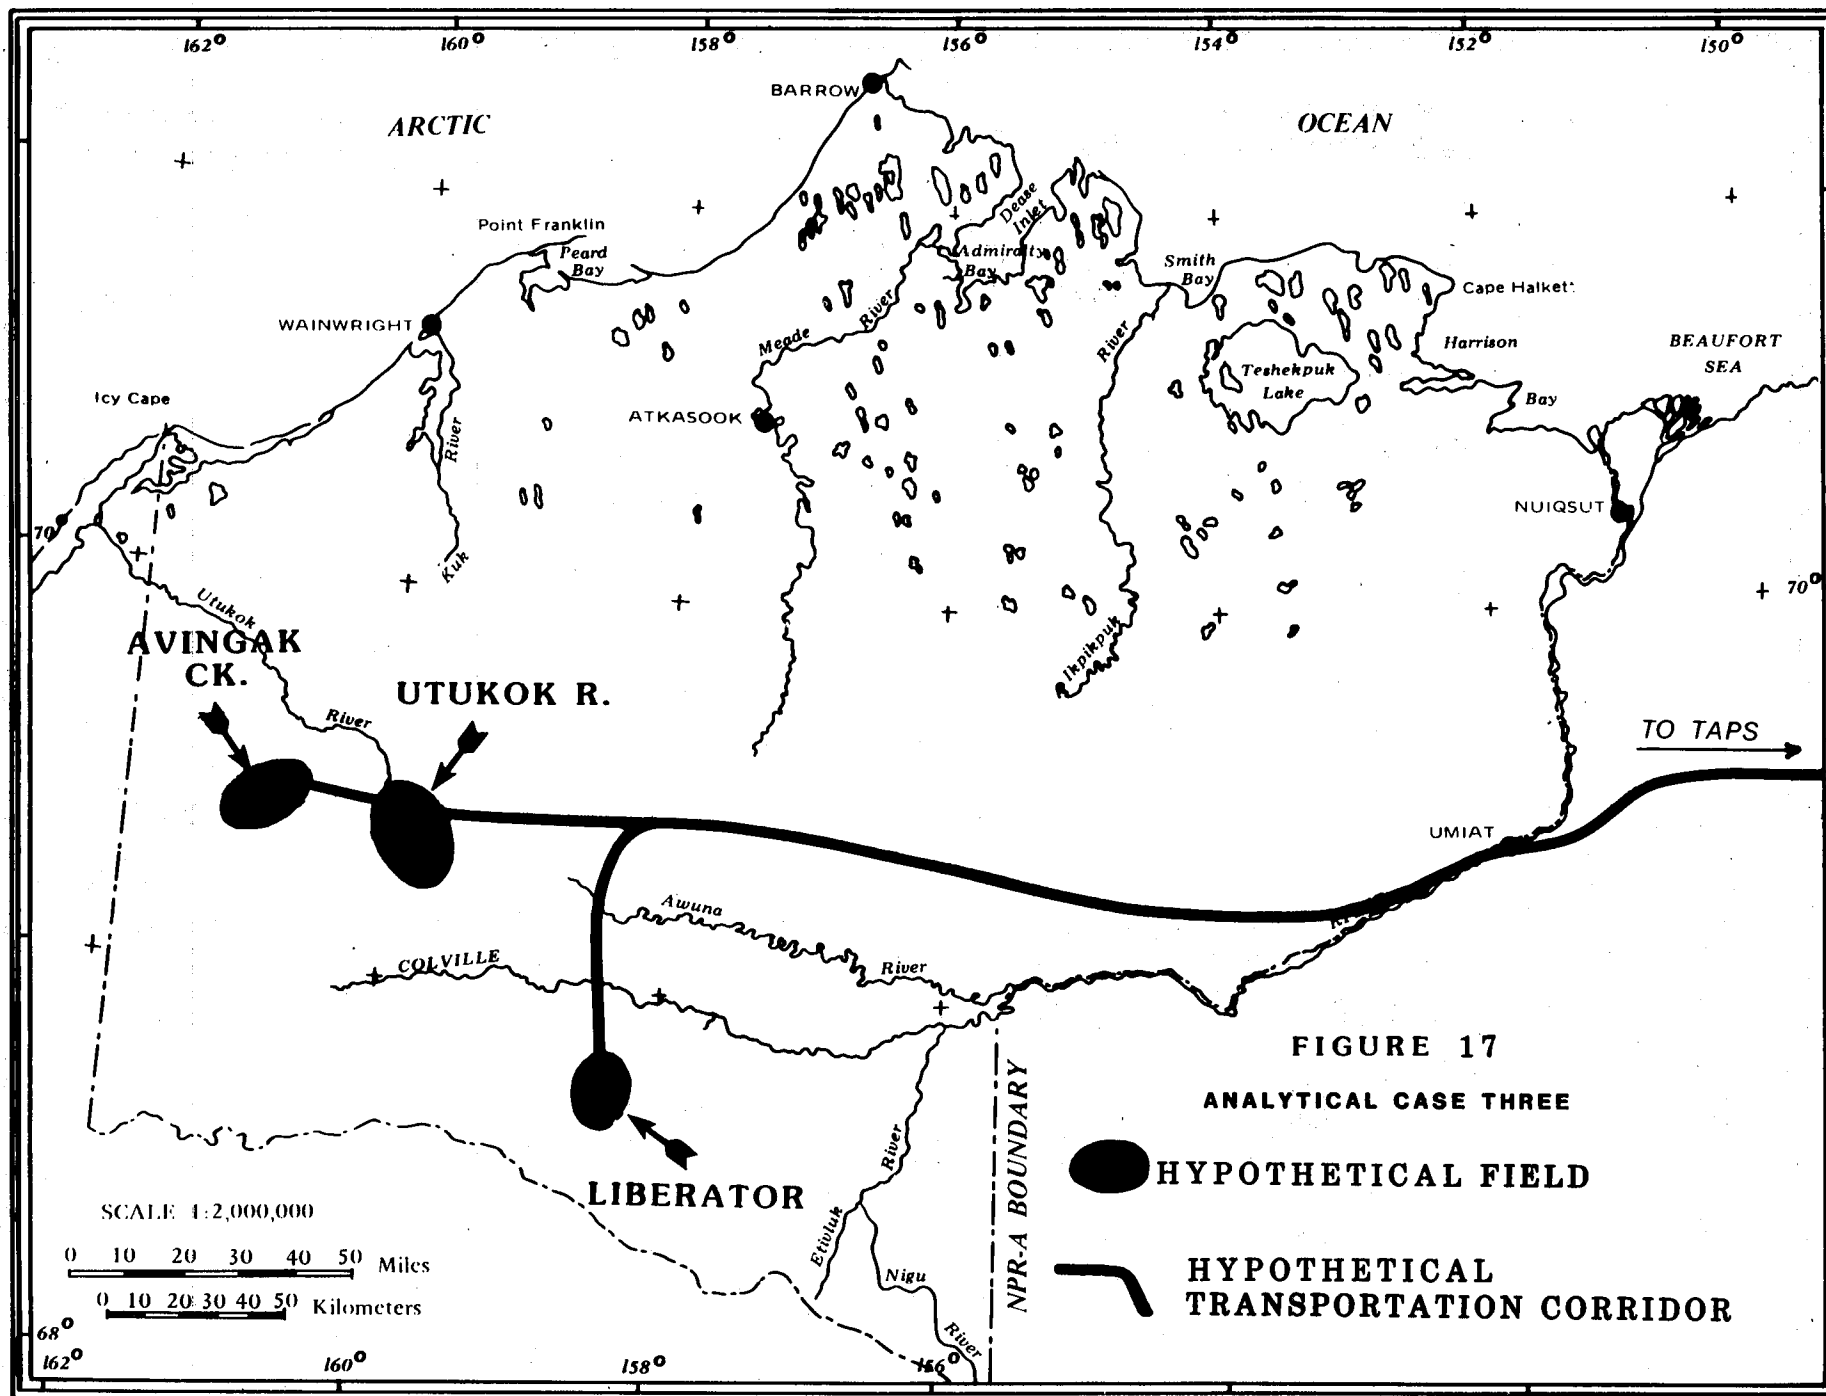 162° 160° 158° 156° 154° 152° 150°
BARROW
ARCTIC OCEAN
Point Franklin
Peard
Bay
Dease
Inlet
Admiralty
Bay
Smith
Bay
Cape Halket
WAINWRIGHT
Meade River
River
Harrison
Bay
BEAUFORT
SEA
Teshekpuk
Lake
Icy Cape
ATKASOOK
River
Kuk
NUIQSUT
70°
70°
Utukok
River
Ikpikpuk
AVINGAK
CK.
UTUKOK R.
TO TAPS
UMIAT
Awuna
River
COLVILLE
FIGURE 17
ANALYTICAL CASE THREE
HYPOTHETICAL FIELD
HYPOTHETICAL
TRANSPORTATION CORRIDOR
NPR-A BOUNDARY
LIBERATOR
River
Etivluk
Nigu
River
SCALE 1:2,000,000
0 10 20 30 40 50 Miles
0 10 20 30 40 50 Kilometers
68°
162° 160° 158° 156°